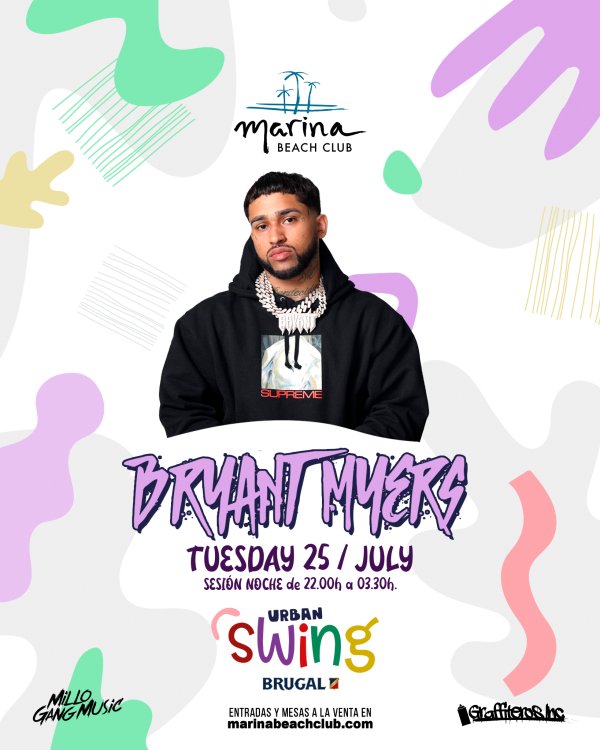 marina
BEACH CLUB
BRYAN
SUPREME
BRYANT MYERS
TUESDAY 25 / JULY
SESIÓN NOCHE de 22.00h a 03.30h.
URBAN
swing
BRUGAL
MILLO
GANG MUSIC
ENTRADAS Y MESAS A LA VENTA EN
marinabeachclub.com
Graffiteros.Inc